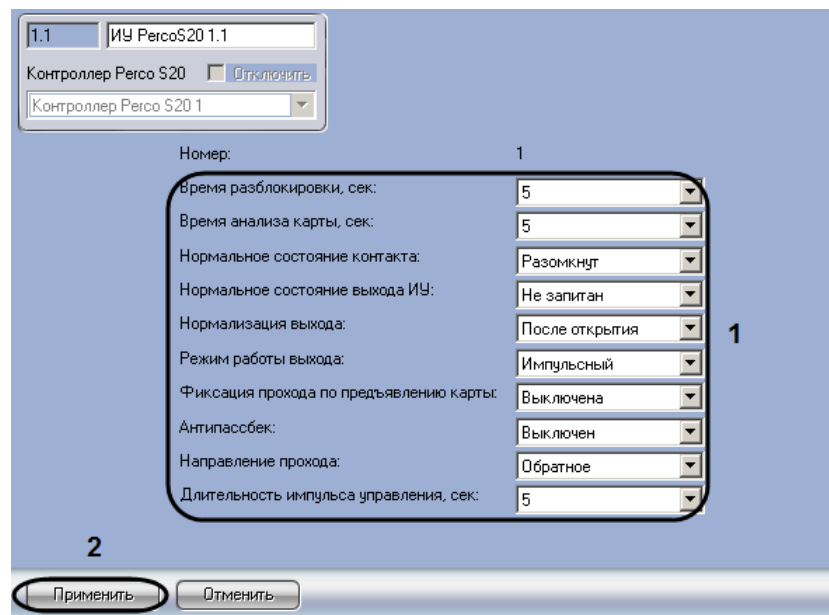 1.1 ИУ PercoS20 1.1
Контроллер Perco S20 Отключить
Контроллер Perco S20 1
Номер: 1
Время разблокировки, сек: 5
Время анализа карты, сек: 5
Нормальное состояние контакта: Разомкнут
Нормальное состояние выхода ИУ: Не запитан
Нормализация выхода: После открытия
1
Режим работы выхода: Импульсный
Фиксация прохода по предъявлению карты: Выключена
Антипассбек: Выключен
Направление прохода: Обратное
Длительность импульса управления, сек: 5
2
Применить Отменить